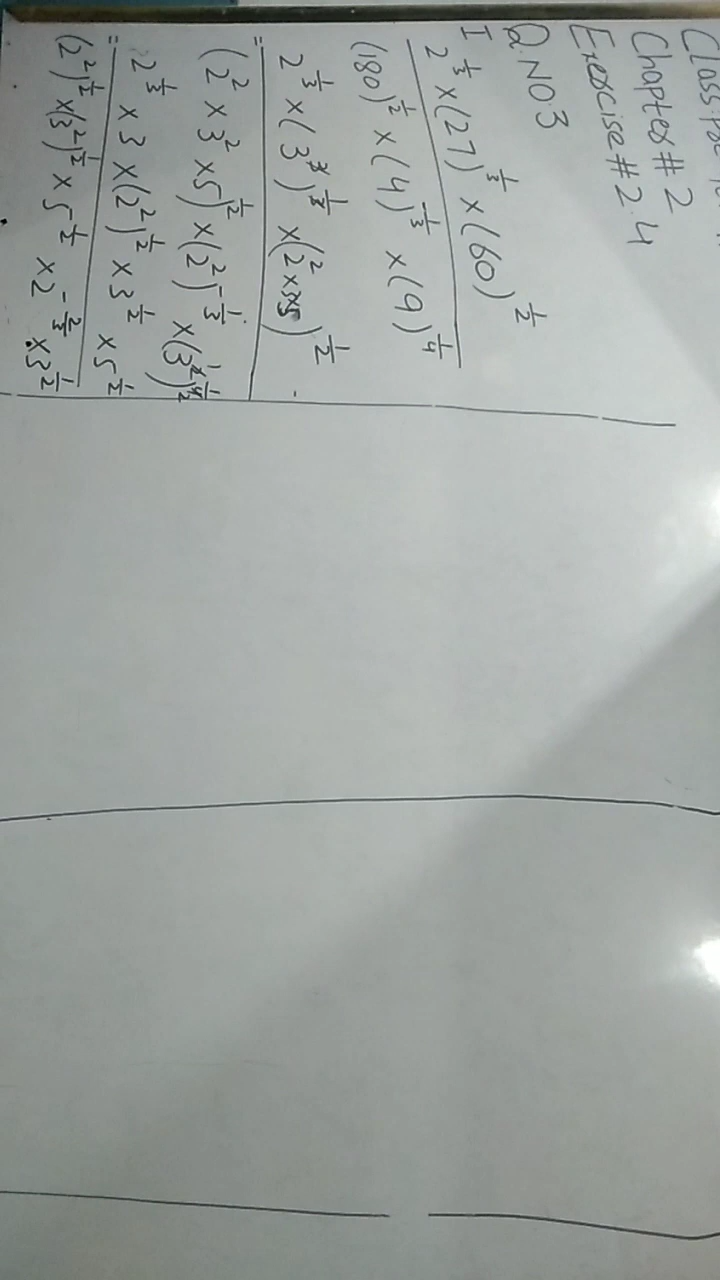 Chapter # 2
Exercise # 2.4
Q.NO.3
I 2^{1/3} × (27)^{1/3} × (60)^{1/2}
(180)^{1/2} × (4)^{-1/3} × (9)^{1/4}
= 2^{1/3} × (3^{3})^{1/3} × (2^{2} × 3 × 5)^{1/2}
(2^{2} × 3^{2} × 5)^{1/2} × (2^{2})^{-1/3} × (3^{2})^{1/4}
= 2^{1/3} × 3 × (2^{2})^{1/2} × 3^{1/2} × 5^{1/2}
(2^{2})^{1/2} × (3^{2})^{1/2} × 5^{1/2} × 2^{-2/3} × 3^{1/2}